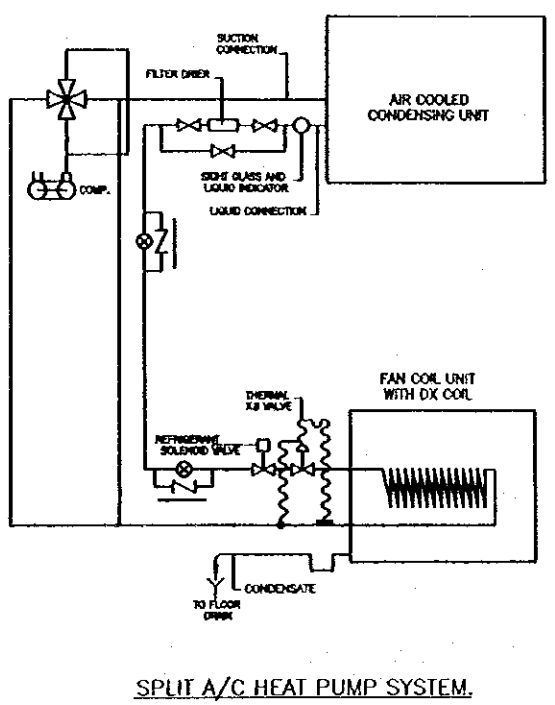 SUCTION
CONNECTION
FILTER DRIER
AIR COOLED
CONDENSING UNIT
COMP.
SIGHT GLASS AND
LIQUID INDICATOR
LIQUID CONNECTION
FAN COIL UNIT
WITH DX COIL
THERMAL
X.B VALVE
REFRIGERANT
SOLENOID VALVE
CONDENSATE
TO FLOOR
DRAIN
SPLIT A/C HEAT PUMP SYSTEM.